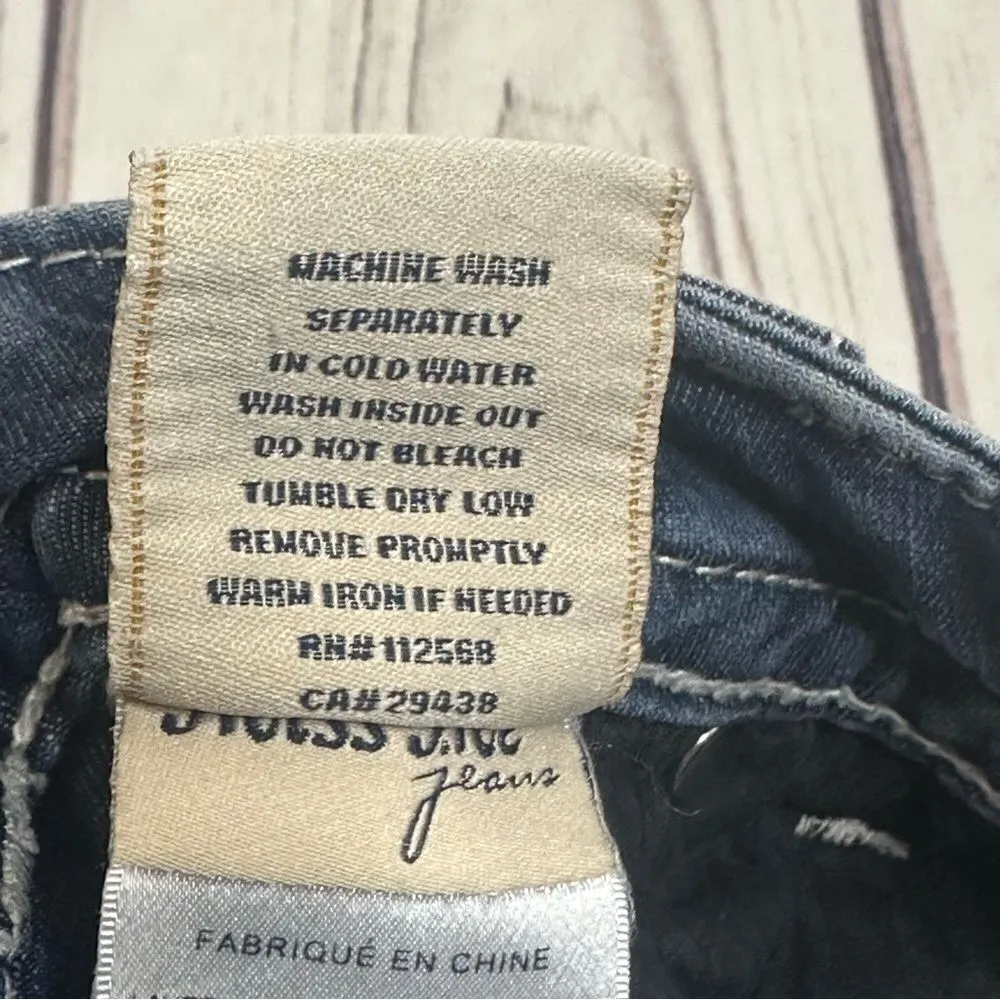 MACHINE WASH
SEPARATELY
IN COLD WATER
WASH INSIDE OUT
DO NOT BLEACH
TUMBLE DRY LOW
REMOVE PROMPTLY
WARM IRON IF NEEDED
RN# 112568
CA# 29438
jeans
FABRIQUÉ EN CHINE